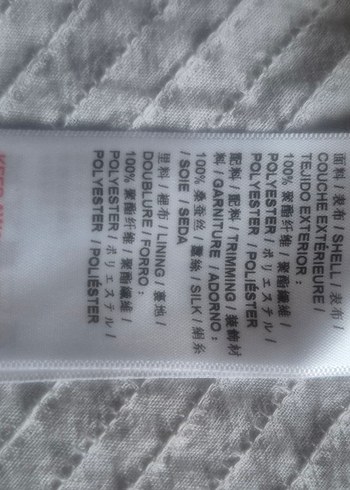 面料 / 表布 / SHELL / 表布 /
COUCHE EXTÉRIEURE /
TEJIDO EXTERIOR :
100% 聚酯纤维 / 聚酯纖維 /
POLYESTER / ポリエステル /
POLYESTER / POLIÉSTER
配料 / 配料 / TRIMMING / 装飾材
料 / GARNITURE / ADORNO :
100% 桑蚕丝 / 蠶絲 / SILK / 絹糸
/ SOIE / SEDA
里料 / 裡布 / LINING / 裏地 /
DOUBLURE / FORRO :
100% 聚酯纤维 / 聚酯纖維 /
POLYESTER / ポリエステル /
POLYESTER / POLIÉSTER